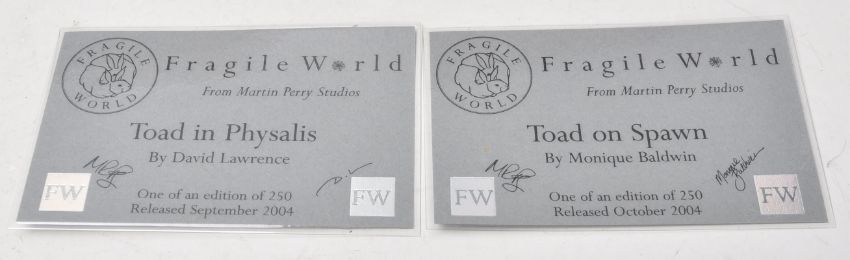 FRAGILE WORLD
Fragile World
From Martin Perry Studios
Toad in Physalis
By David Lawrence
FW
FW
One of an edition of 250
Released September 2004
FRAGILE WORLD
Fragile World
From Martin Perry Studios
Toad on Spawn
By Monique Baldwin
Monique Baldwin
FW
FW
One of an edition of 250
Released October 2004